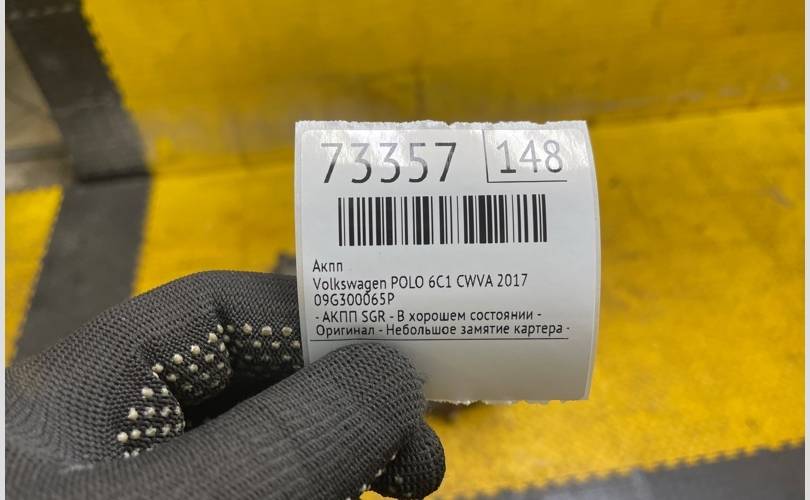 73357 148
Акпп
Volkswagen POLO 6C1 CWVA 2017
09G300065P
- АКПП SGR - В хорошем состоянии -
Оригинал - Небольшое замятие картера -